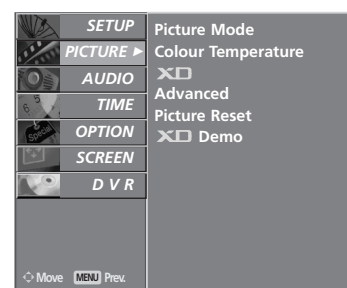 SETUP
PICTURE ►
AUDIO
TIME
OPTION
SCREEN
D V R
Picture Mode
Colour Temperature
XD
Advanced
Picture Reset
XD Demo
Move MENU Prev.